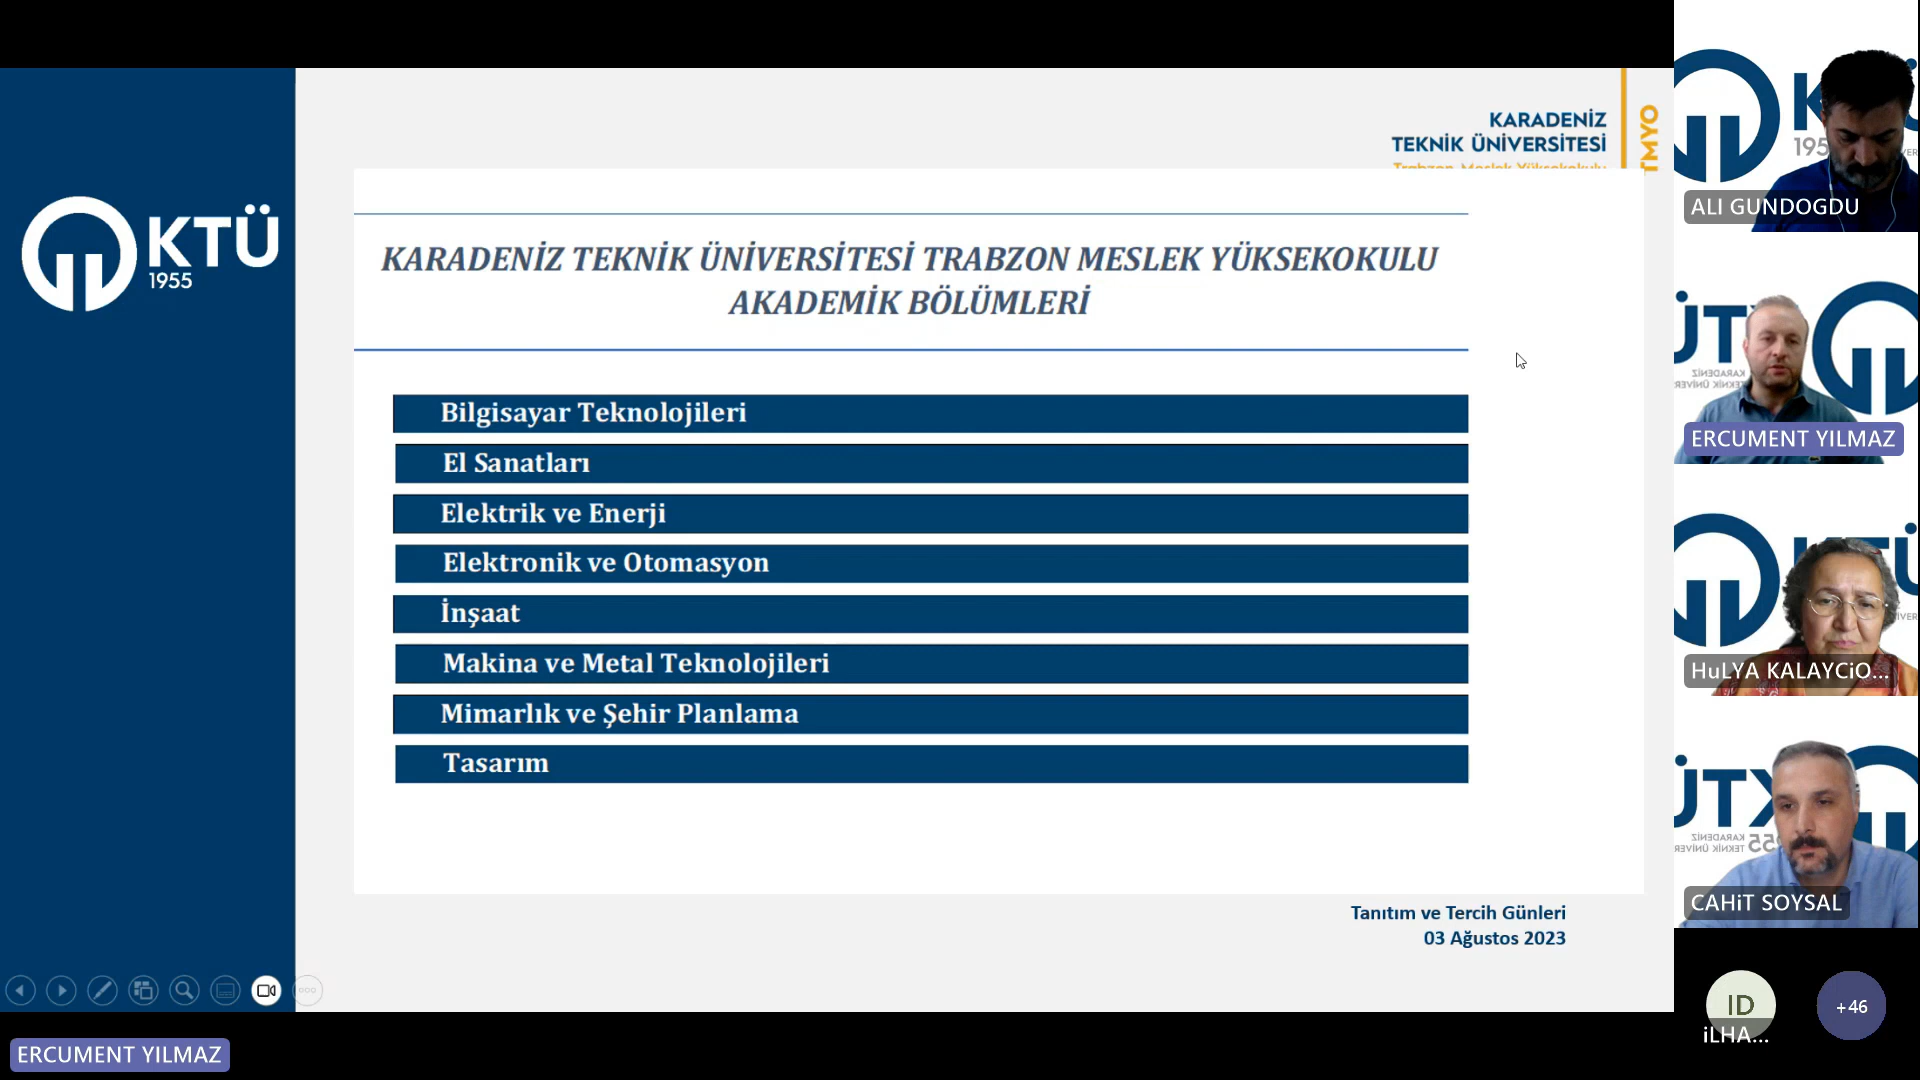 KTÜ
1955
KARADENİZ
TEKNİK ÜNİVERSİTESİ
Trabzon Meslek Yüksekokulu
TMYO
KARADENİZ TEKNİK ÜNİVERSİTESİ TRABZON MESLEK YÜKSEKOKULU
AKADEMİK BÖLÜMLERİ
Bilgisayar Teknolojileri
El Sanatları
Elektrik ve Enerji
Elektronik ve Otomasyon
İnşaat
Makina ve Metal Teknolojileri
Mimarlık ve Şehir Planlama
Tasarım
Tanıtım ve Tercih Günleri
03 Ağustos 2023
ERCUMENT YILMAZ
ALI GUNDOGDU
ERCUMENT YILMAZ
HuLYA KALAYCiO...
CAHiT SOYSAL
ID
iLHA...
+46